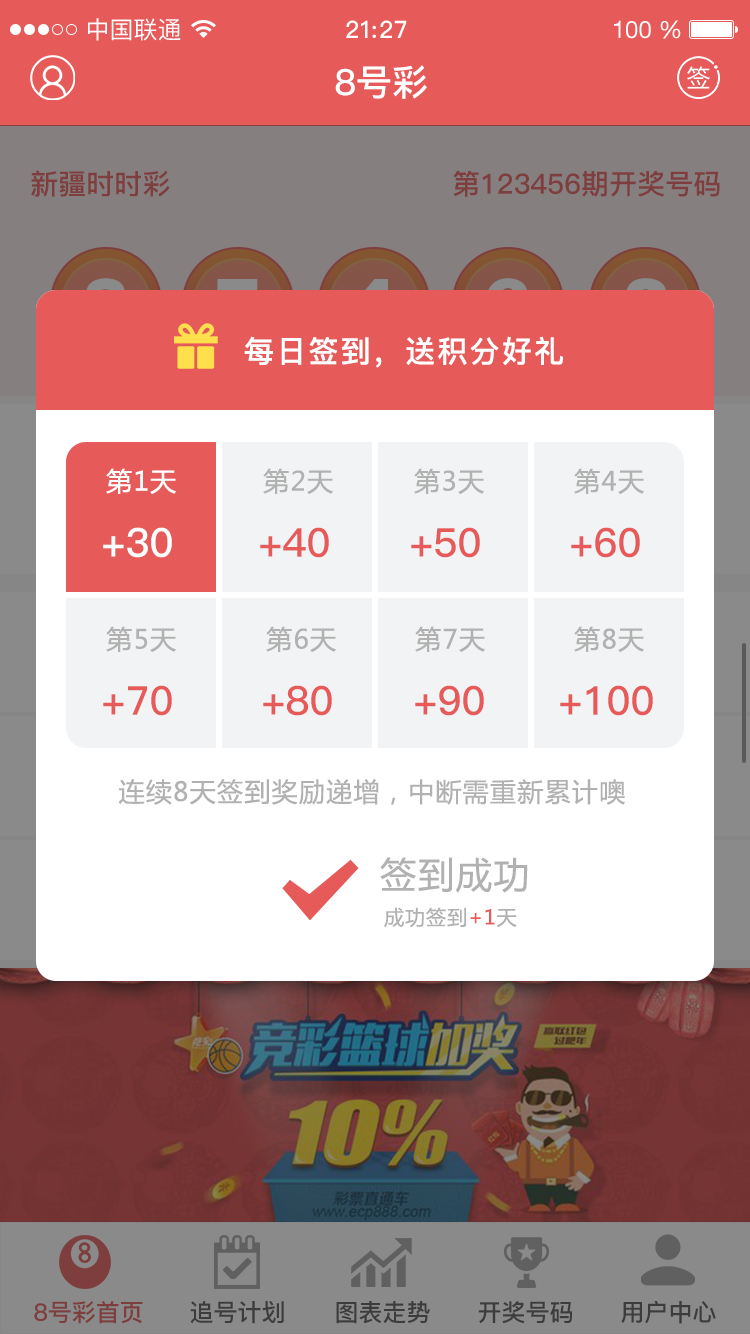 中国联通 21:27 100 %
8号彩 签
新疆时时彩 第123456期开奖号码
每日签到，送积分好礼
第1天 第2天 第3天 第4天
+30 +40 +50 +60
第5天 第6天 第7天 第8天
+70 +80 +90 +100
连续8天签到奖励递增，中断需重新累计噢
签到成功
成功签到+1天
竞彩篮球加奖
赢取红包
过肥年
10%
彩票直通车
www.ecp888.com
8
8号彩首页 追号计划 图表走势 开奖号码 用户中心